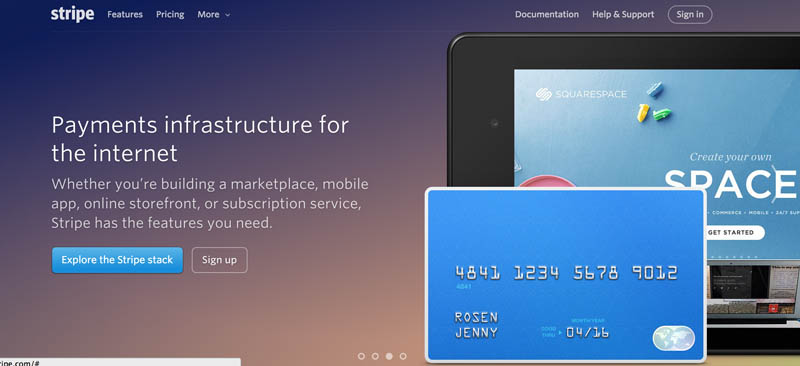 stripe
Features
Pricing
More
Documentation
Help & Support
Sign in
Payments infrastructure for
the internet
Whether you're building a marketplace, mobile
app, online storefront, or subscription service,
Stripe has the features you need.
Explore the Stripe stack
Sign up
SQUARESPACE
Create your own
SPACE
COMMERCE • MOBILE • 24/7 SUP
GET STARTED
4841 1234 5678 9012
4841
ROSEN
JENNY
MONTH/YEAR
GOOD
THRU
04/16
ripe.com/#